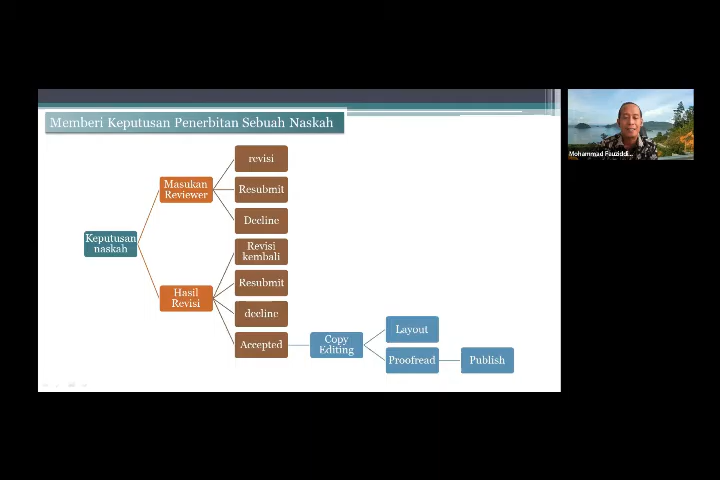 Memberi Keputusan Penerbitan Sebuah Naskah
Mohammad Fauziddi...
revisi
Masukan
Reviewer
Resubmit
Decline
Keputusan
naskah
Revisi
kembali
Resubmit
Hasil
Revisi
decline
Accepted
Copy
Editing
Layout
Proofread
Publish